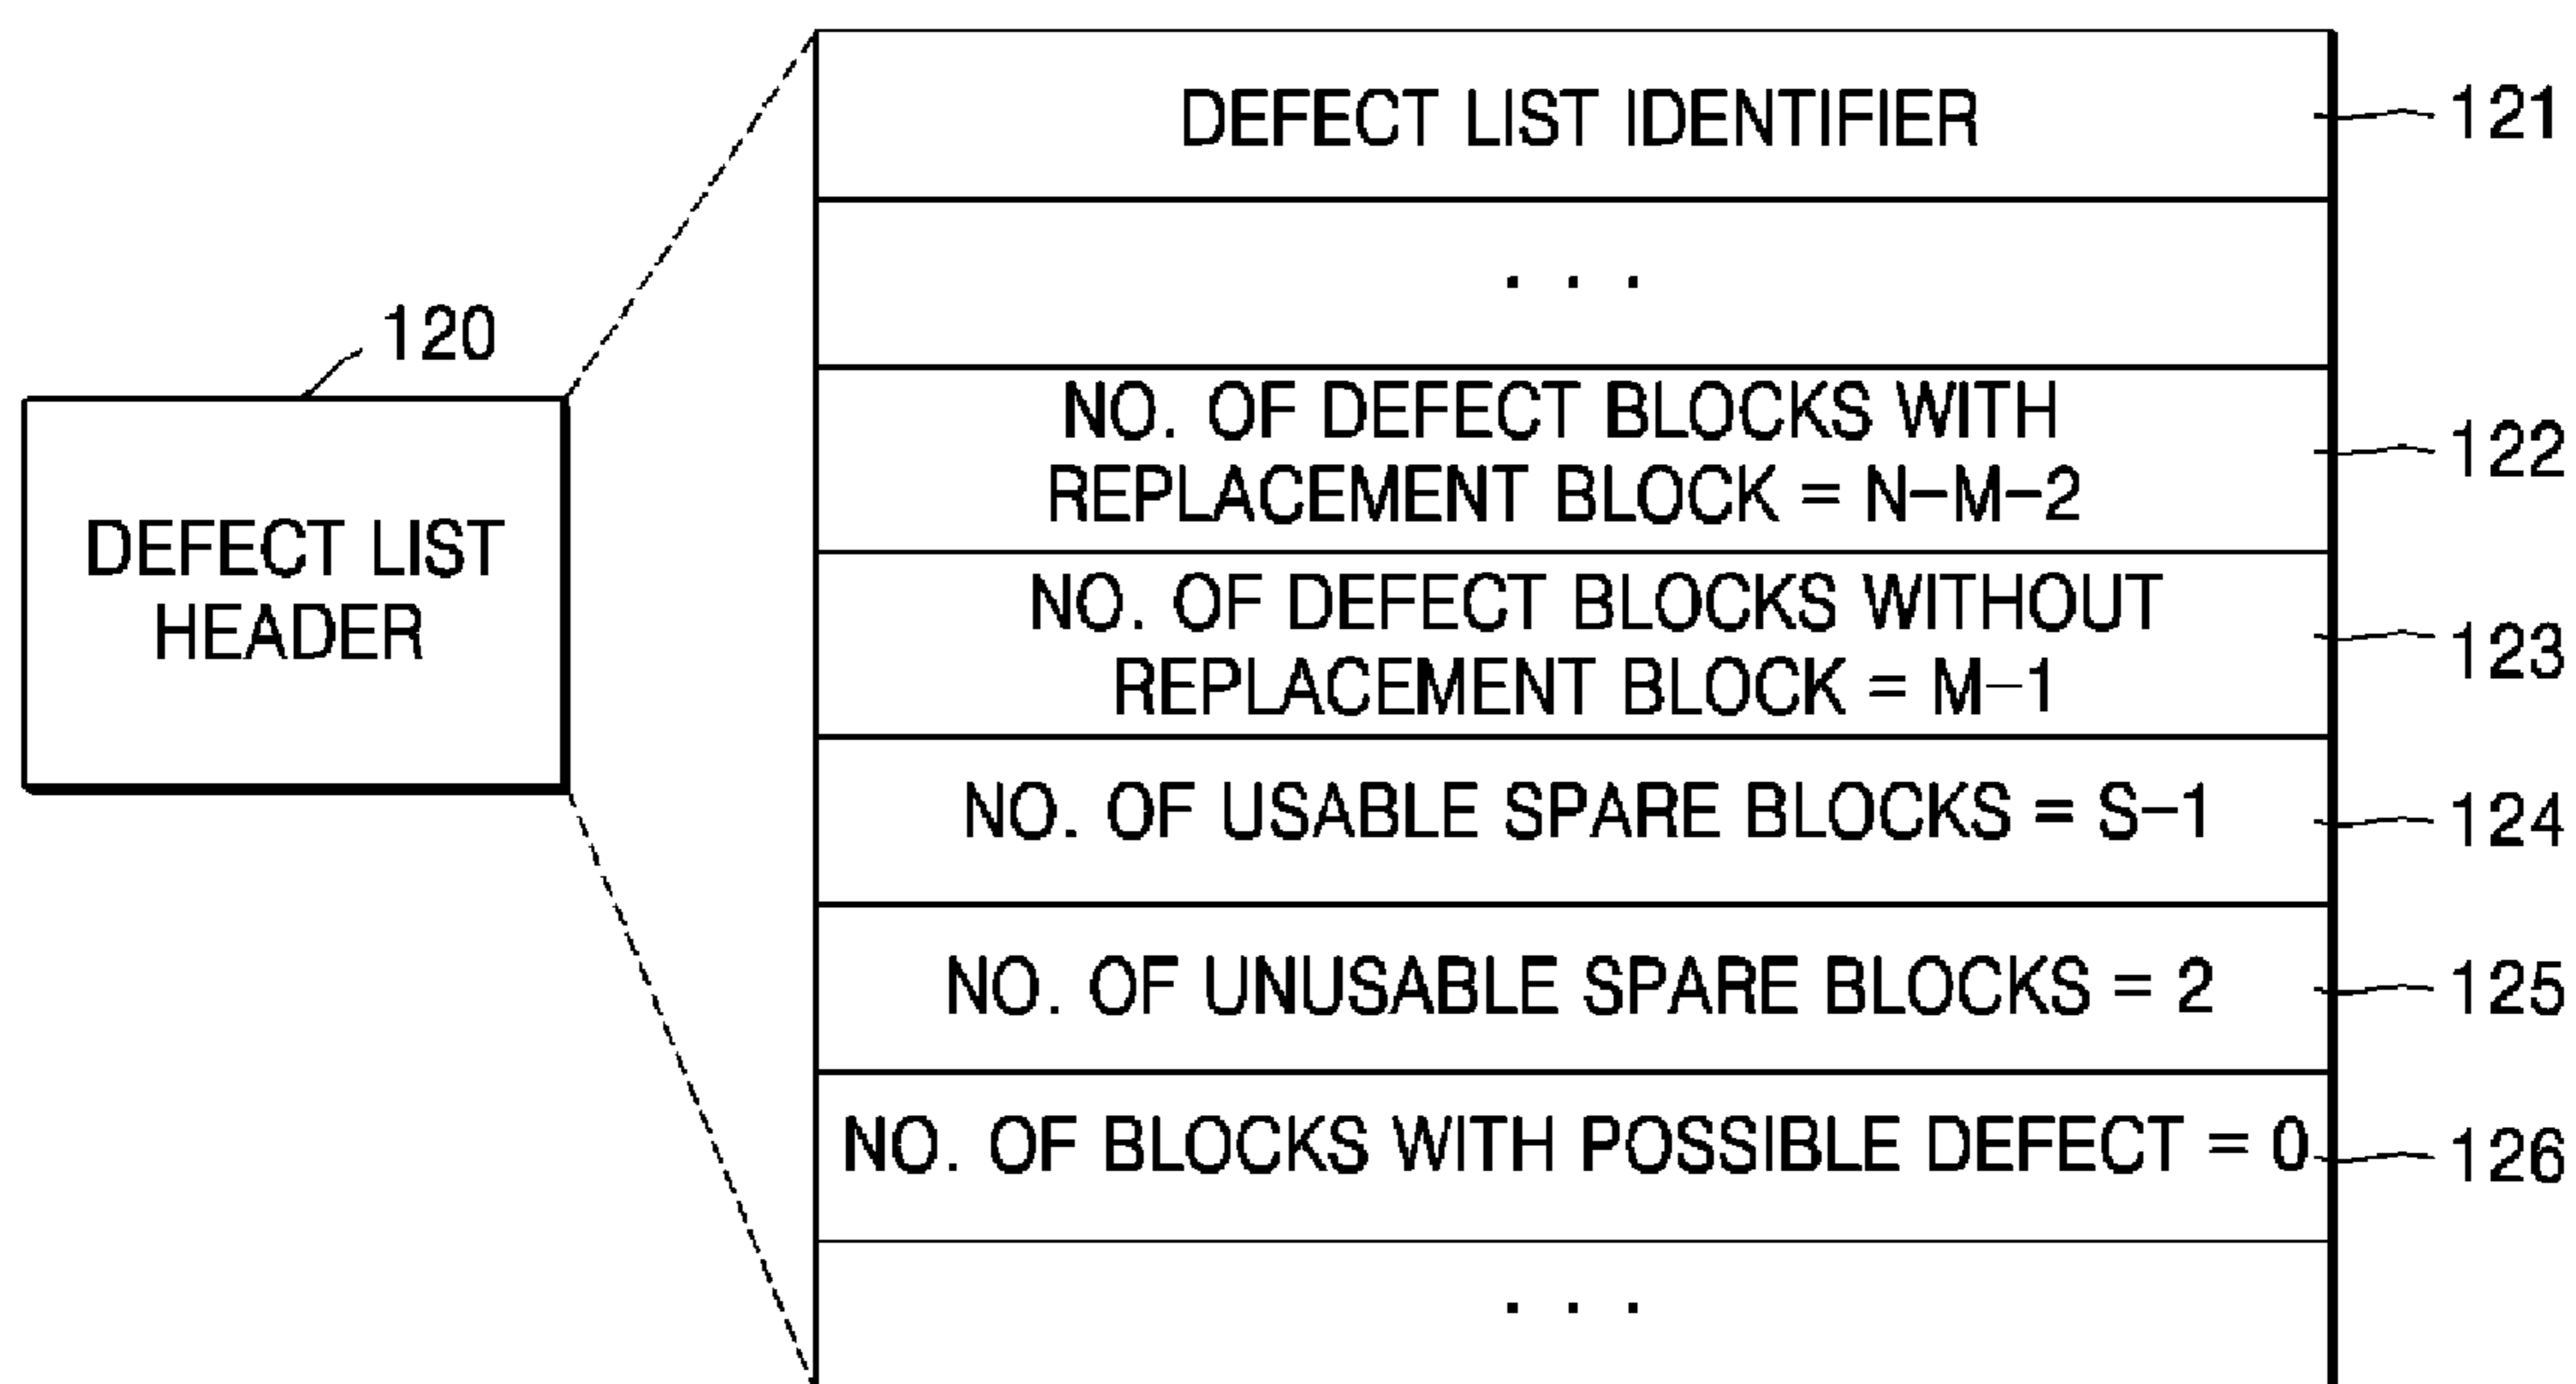 120
DEFECT LIST
HEADER
DEFECT LIST IDENTIFIER
121
. . .
NO. OF DEFECT BLOCKS WITH
REPLACEMENT BLOCK = N-M-2
122
NO. OF DEFECT BLOCKS WITHOUT
REPLACEMENT BLOCK = M-1
123
NO. OF USABLE SPARE BLOCKS = S-1
124
NO. OF UNUSABLE SPARE BLOCKS = 2
125
NO. OF BLOCKS WITH POSSIBLE DEFECT = 0
126
. . .